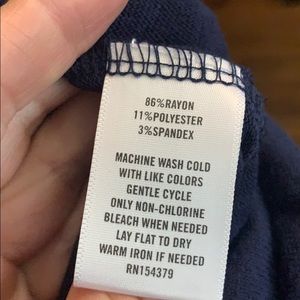 86%RAYON
11%POLYESTER
3%SPANDEX
MACHINE WASH COLD
WITH LIKE COLORS
GENTLE CYCLE
ONLY NON-CHLORINE
BLEACH WHEN NEEDED
LAY FLAT TO DRY
WARM IRON IF NEEDED
RN154379